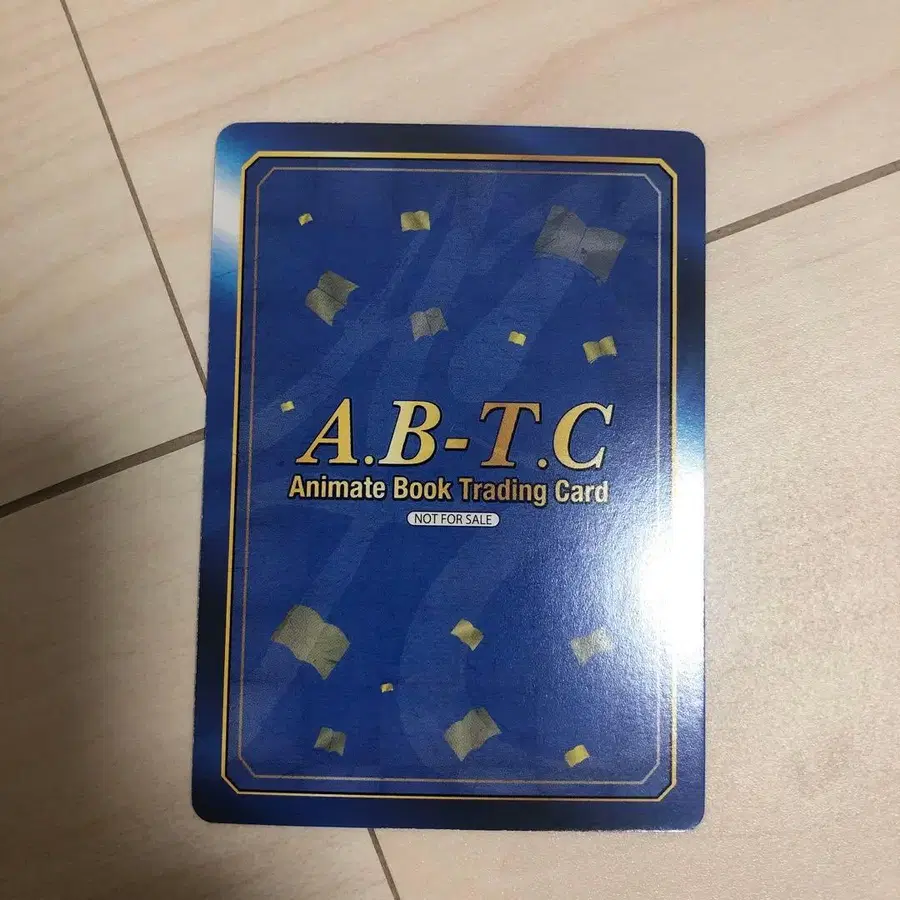 A.B-T.C
Animate Book Trading Card
NOT FOR SALE